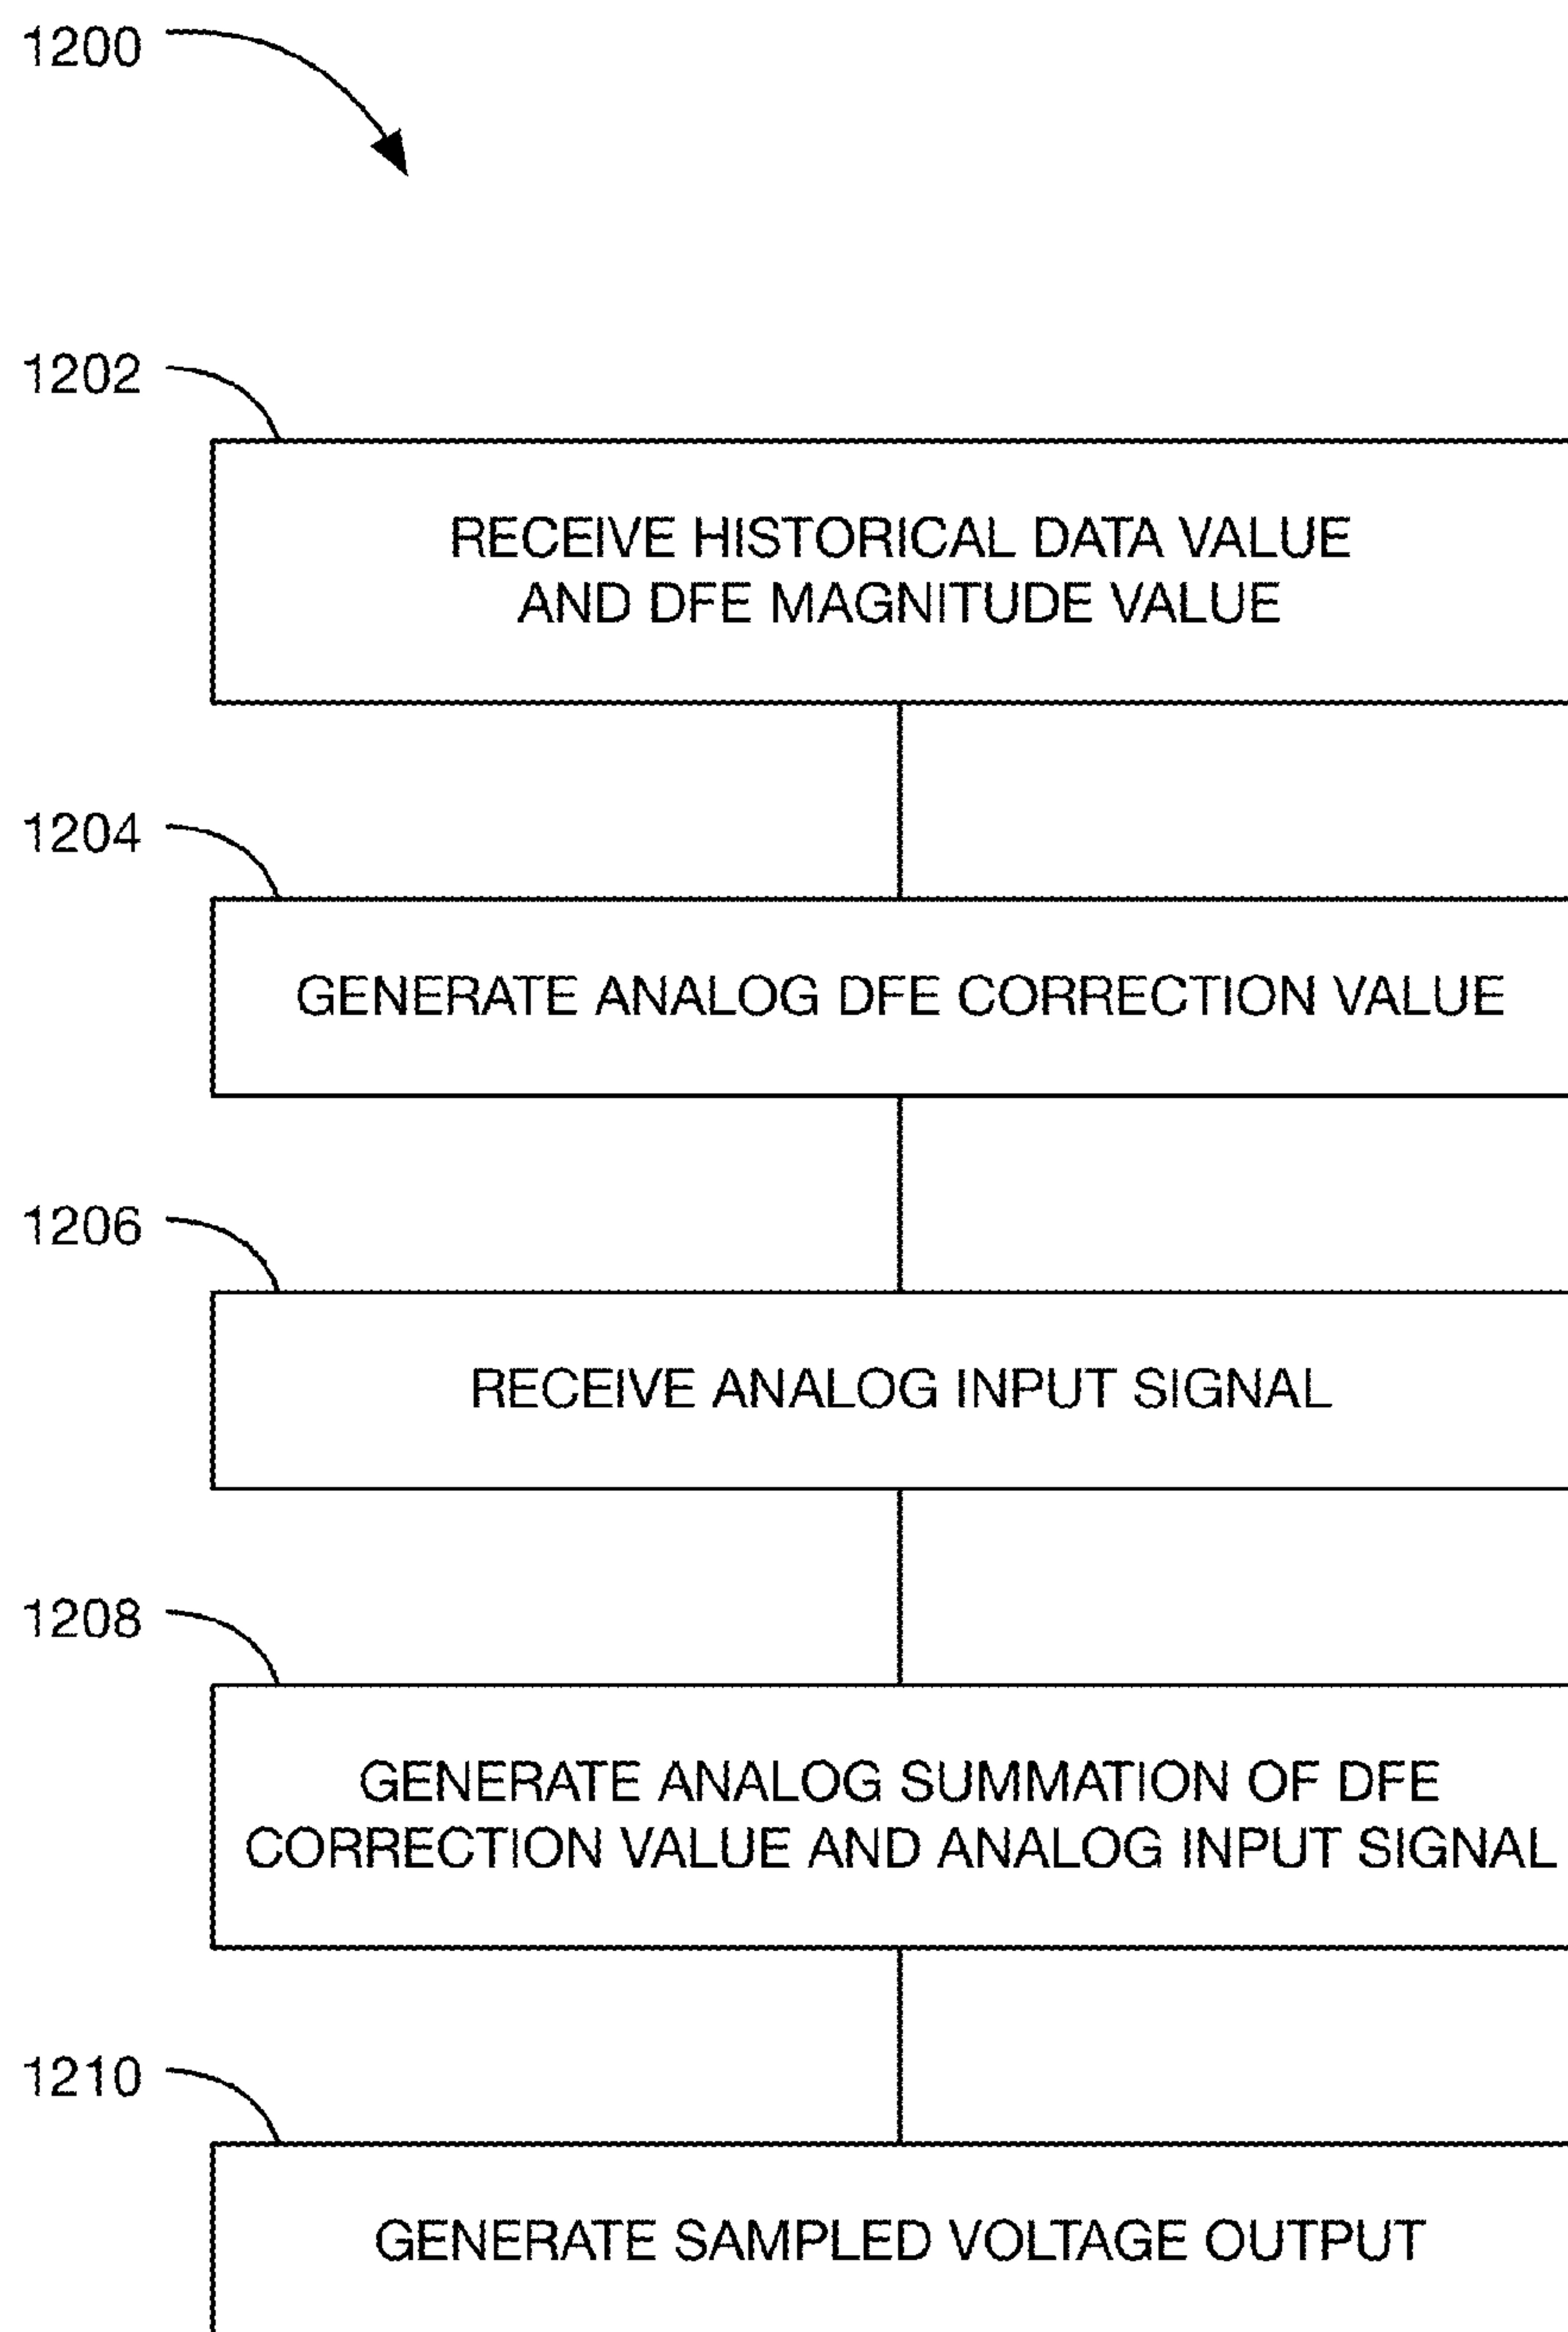 1200
1202
RECEIVE HISTORICAL DATA VALUE
AND DFE MAGNITUDE VALUE
1204
GENERATE ANALOG DFE CORRECTION VALUE
1206
RECEIVE ANALOG INPUT SIGNAL
1208
GENERATE ANALOG SUMMATION OF DFE
CORRECTION VALUE AND ANALOG INPUT SIGNAL
1210
GENERATE SAMPLED VOLTAGE OUTPUT